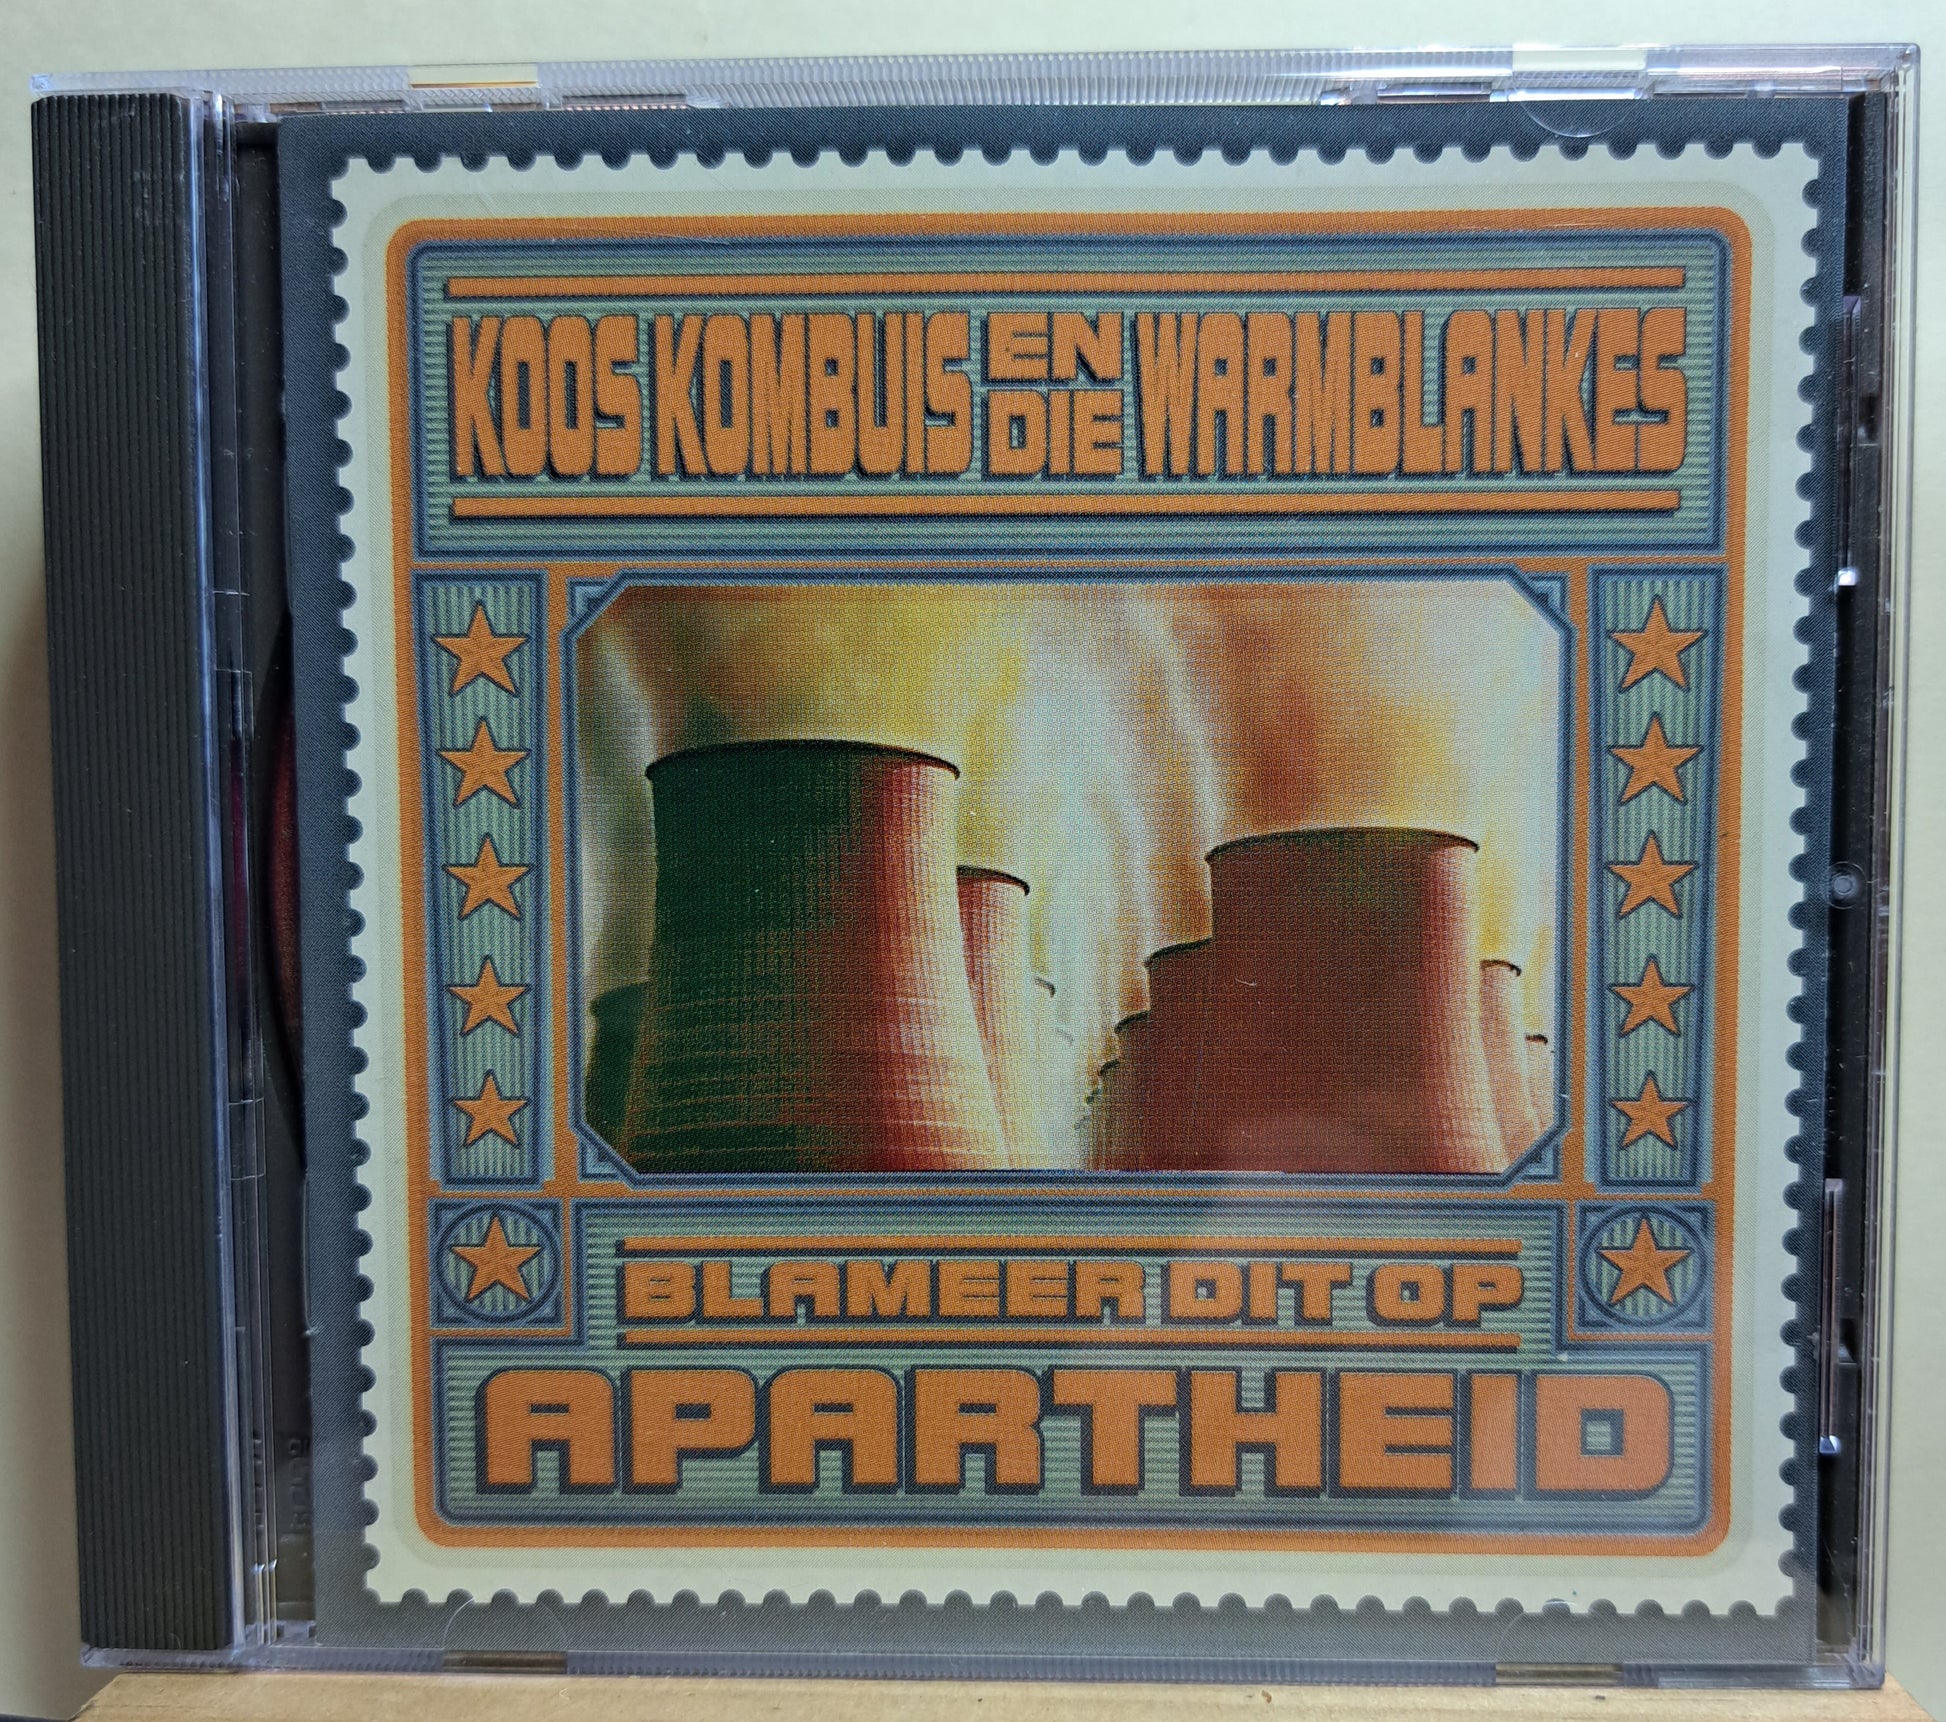 KOOS KOMBUIS EN DIE WARMBLANKES
BLAMEER DIT OP
APARTHEID